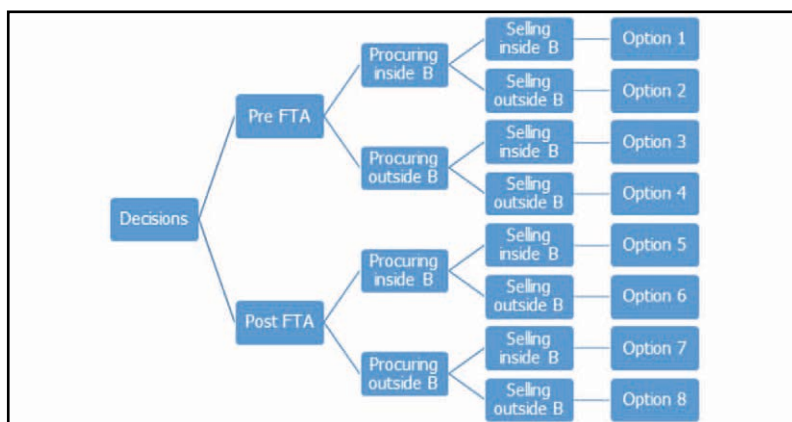 Decisions
Pre FTA
Procuring
inside B
Selling
inside B
Option 1
Selling
outside B
Option 2
Procuring
outside B
Selling
inside B
Option 3
Selling
outside B
Option 4
Post FTA
Procuring
inside B
Selling
inside B
Option 5
Selling
outside B
Option 6
Procuring
outside B
Selling
inside B
Option 7
Selling
outside B
Option 8